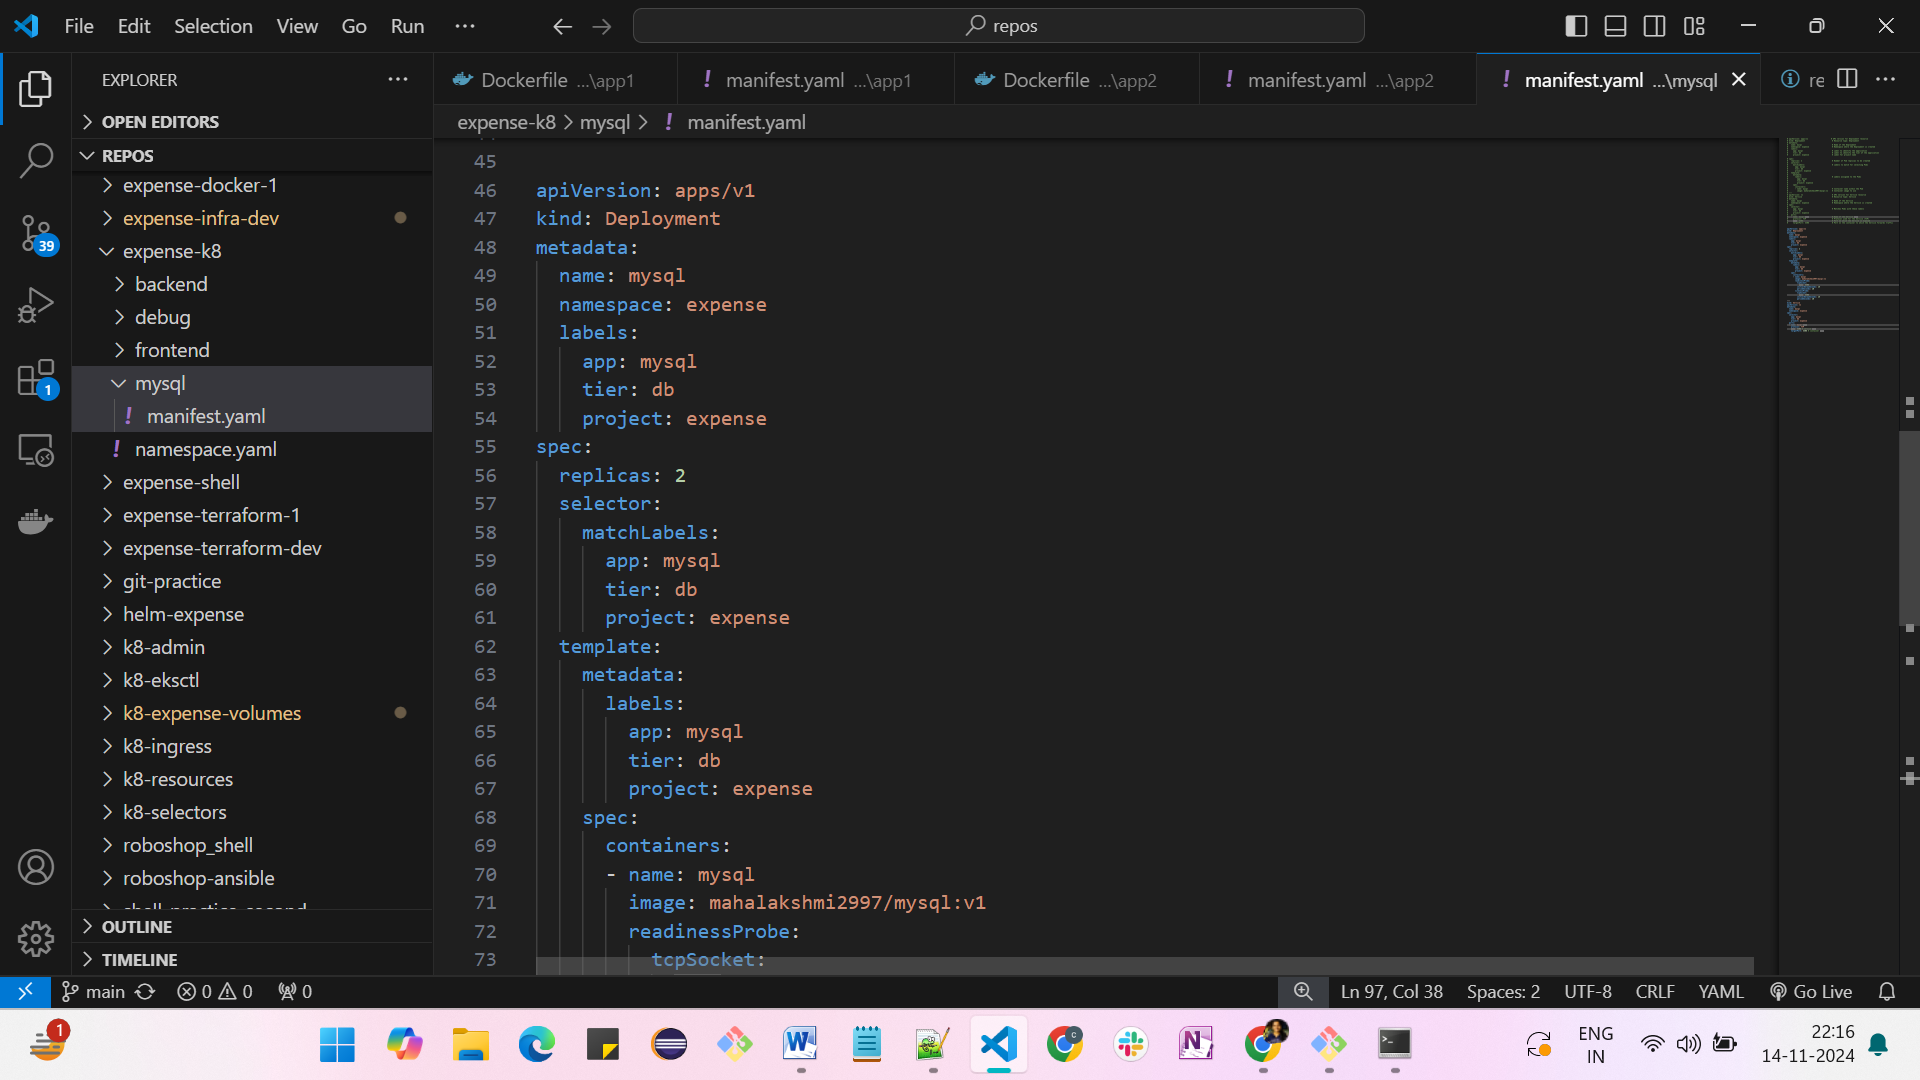 File Edit Selection View Go Run ...
repos
EXPLORER
OPEN EDITORS
REPOS
expense-docker-1
expense-infra-dev
expense-k8
backend
debug
frontend
mysql
manifest.yaml
namespace.yaml
expense-shell
expense-terraform-1
expense-terraform-dev
git-practice
helm-expense
k8-admin
k8-eksctl
k8-expense-volumes
k8-ingress
k8-resources
k8-selectors
roboshop_shell
roboshop-ansible
OUTLINE
TIMELINE
39
1
Dockerfile ...\app1
! manifest.yaml ...\app1
Dockerfile ...\app2
! manifest.yaml ...\app2
! manifest.yaml ...\mysql
re
expense-k8 > mysql > ! manifest.yaml
45
46 apiVersion: apps/v1
47 kind: Deployment
48 metadata:
49 name: mysql
50 namespace: expense
51 labels:
52 app: mysql
53 tier: db
54 project: expense
55 spec:
56 replicas: 2
57 selector:
58 matchLabels:
59 app: mysql
60 tier: db
61 project: expense
62 template:
63 metadata:
64 labels:
65 app: mysql
66 tier: db
67 project: expense
68 spec:
69 containers:
70 - name: mysql
71 image: mahalakshmi2997/mysql:v1
72 readinessProbe:
73 tcpSocket:
main 0 0 0
Ln 97, Col 38 Spaces: 2 UTF-8 CRLF YAML Go Live
1
ENG
IN
22:16
14-11-2024